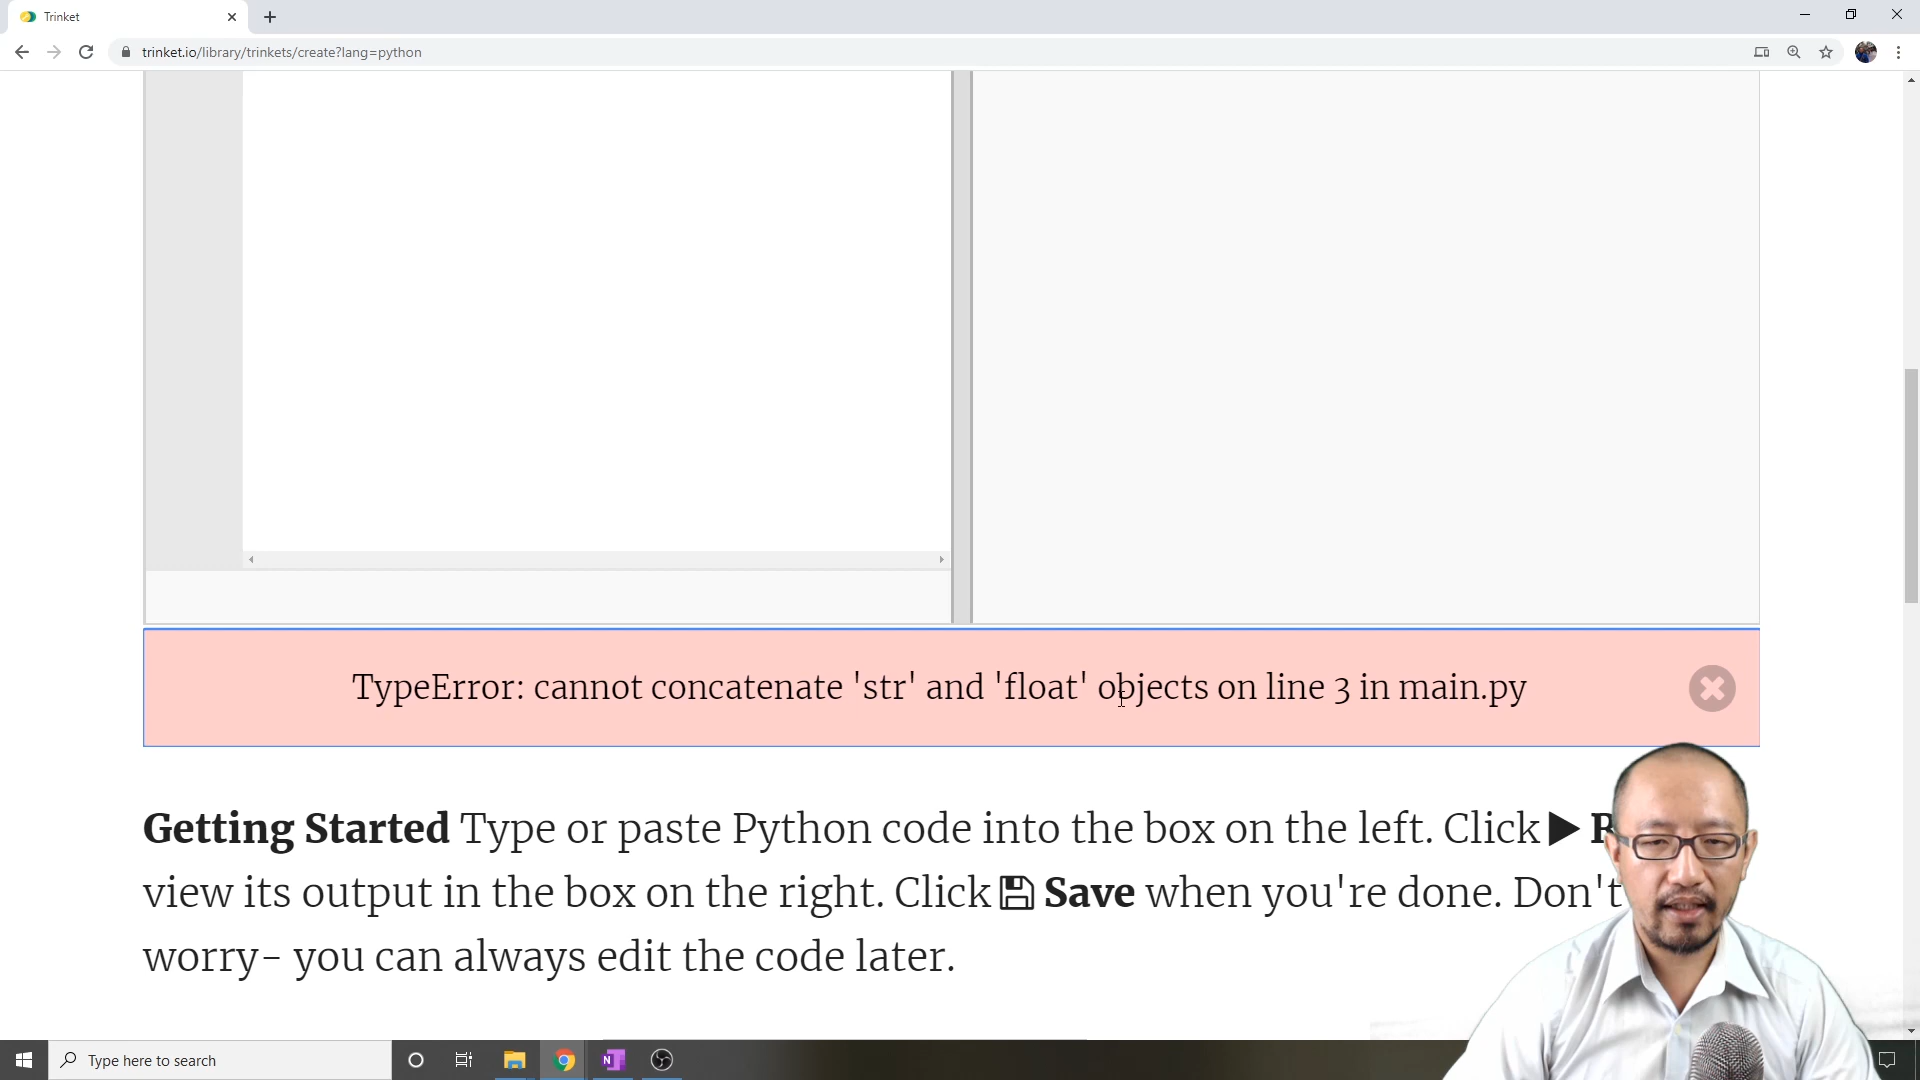 Trinket
trinket.io/library/trinkets/create?lang=python
TypeError: cannot concatenate 'str' and 'float' objects on line 3 in main.py
Getting Started Type or paste Python code into the box on the left. Click
view its output in the box on the right. Click Save when you're done. Don't
worry- you can always edit the code later.
Type here to search